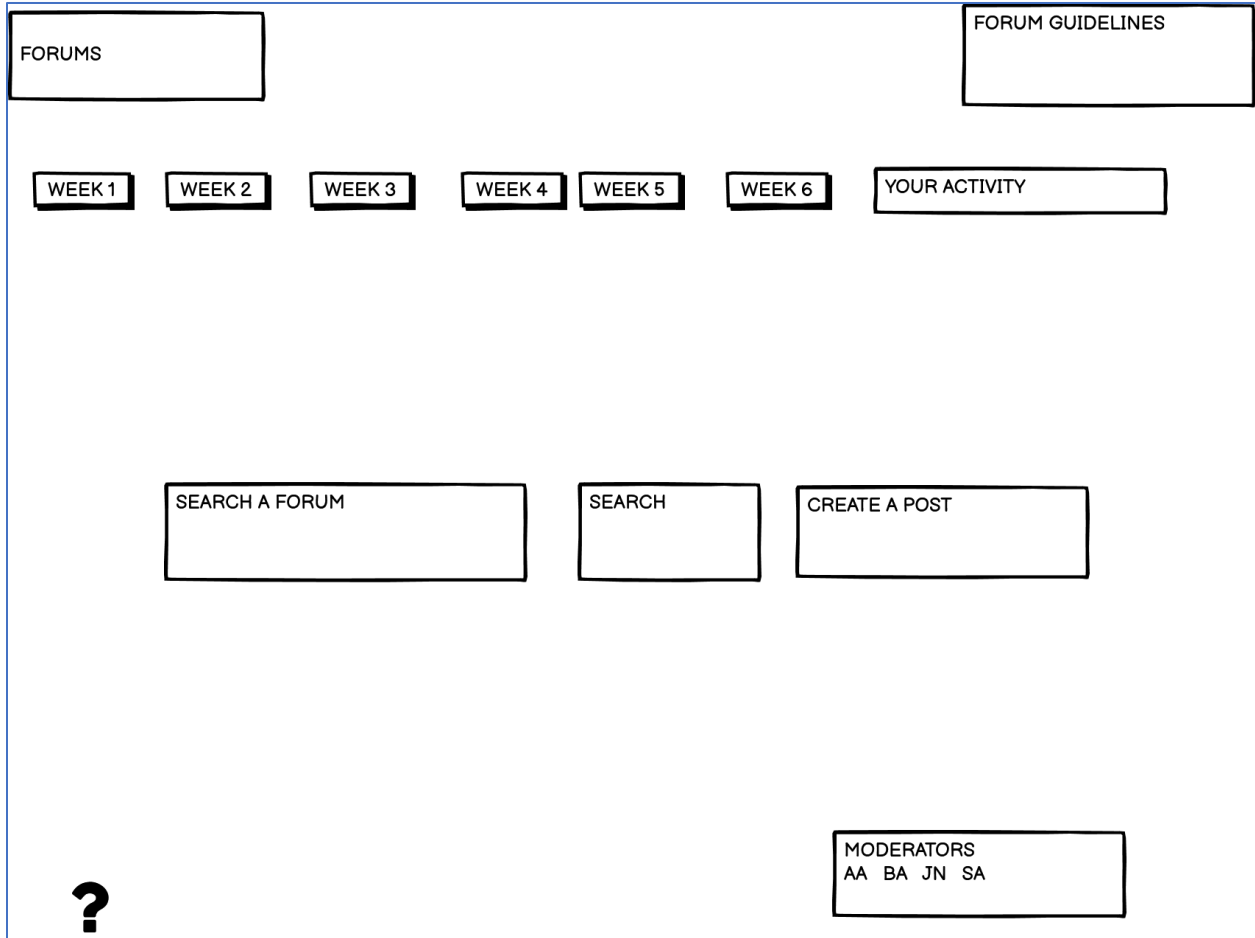 FORUMS
FORUM GUIDELINES
WEEK 1
WEEK 2
WEEK 3
WEEK 4
WEEK 5
WEEK 6
YOUR ACTIVITY
SEARCH A FORUM
SEARCH
CREATE A POST
MODERATORS
AA BA JN SA
?